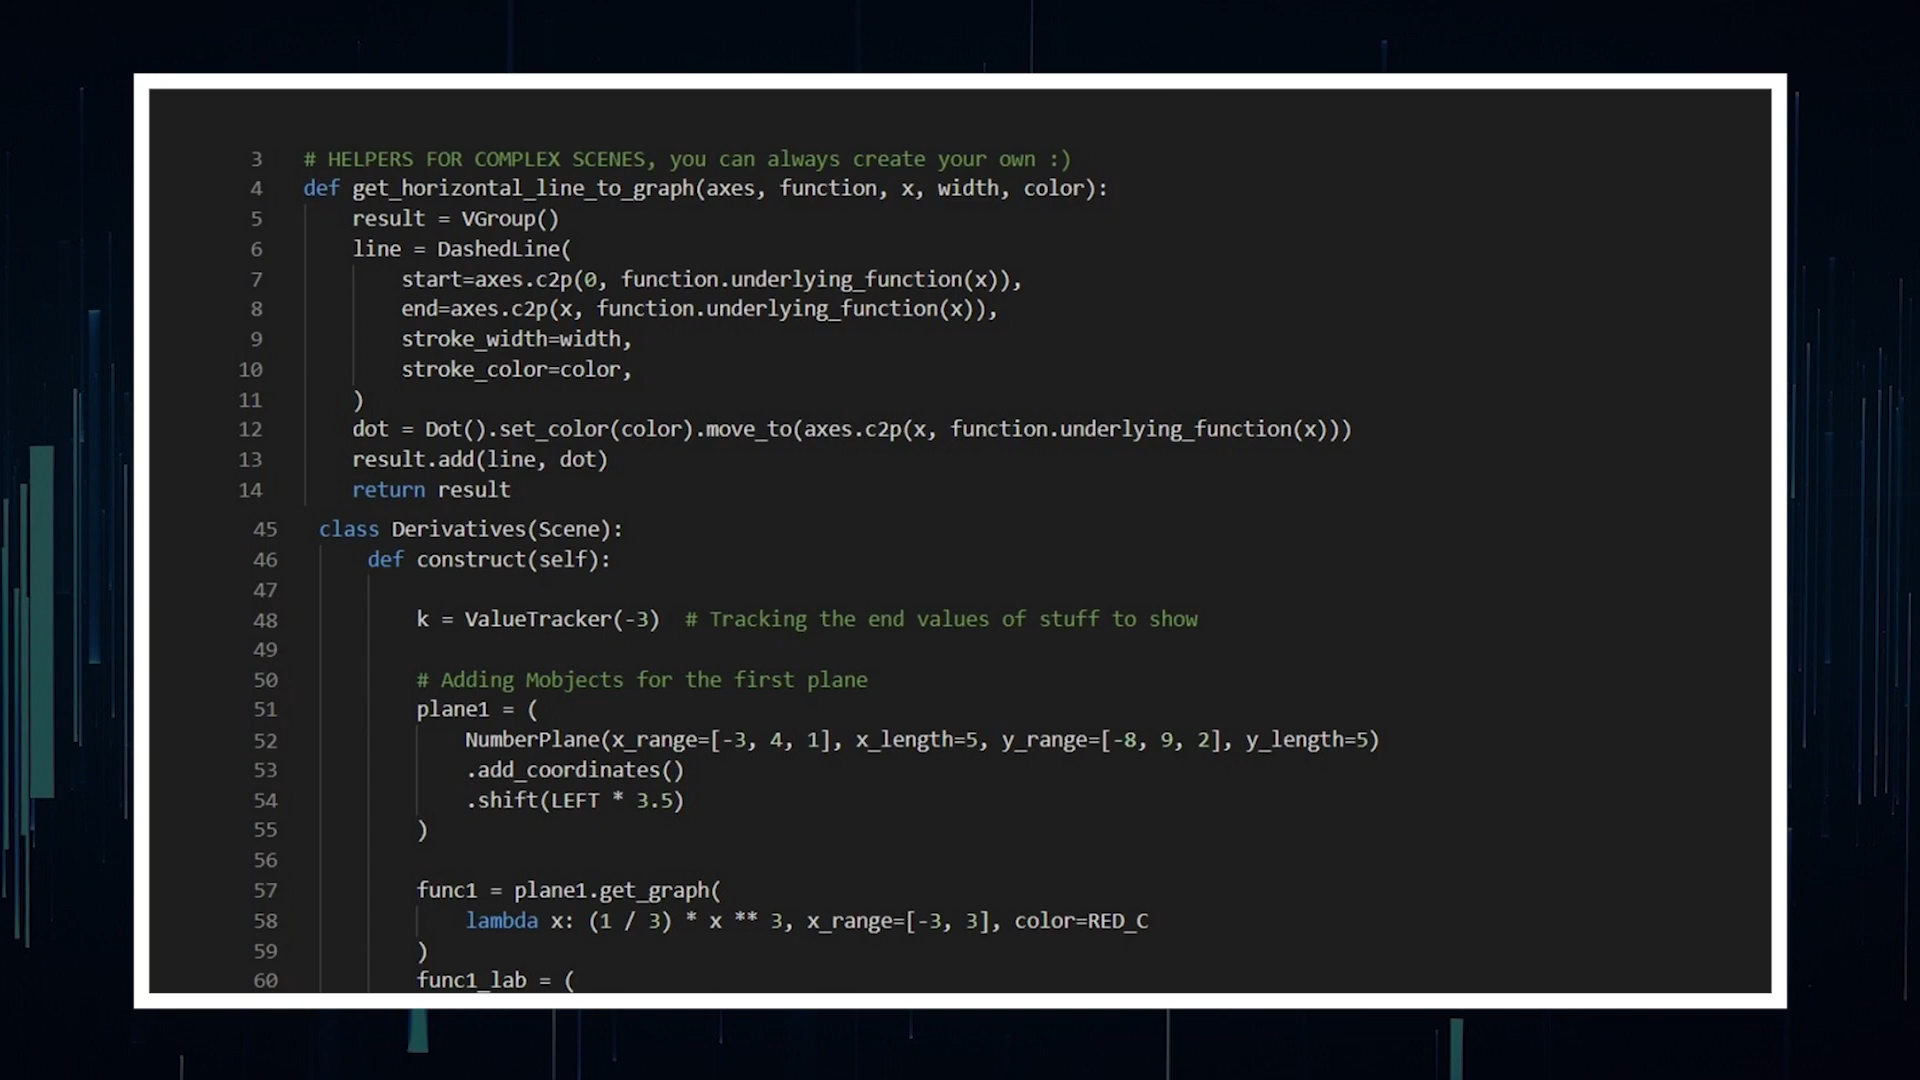 3 # HELPERS FOR COMPLEX SCENES, you can always create your own :)
4 def get_horizontal_line_to_graph(axes, function, x, width, color):
5 result = VGroup()
6 line = DashedLine(
7 start=axes.c2p(0, function.underlying_function(x)),
8 end=axes.c2p(x, function.underlying_function(x)),
9 stroke_width=width,
10 stroke_color=color,
11 )
12 dot = Dot().set_color(color).move_to(axes.c2p(x, function.underlying_function(x)))
13 result.add(line, dot)
14 return result
45 class Derivatives(Scene):
46 def construct(self):
47
48 k = ValueTracker(-3) # Tracking the end values of stuff to show
49
50 # Adding Mobjects for the first plane
51 plane1 = (
52 NumberPlane(x_range=[-3, 4, 1], x_length=5, y_range=[-8, 9, 2], y_length=5)
53 .add_coordinates()
54 .shift(LEFT * 3.5)
55 )
56
57 func1 = plane1.get_graph(
58 lambda x: (1 / 3) * x ** 3, x_range=[-3, 3], color=RED_C
59 )
60 func1_lab = (